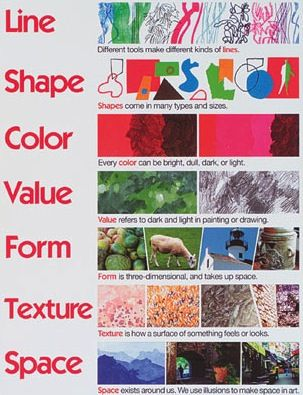 Line
Different tools make different kinds of lines.
Shape
Shapes come in many types and sizes.
Color
Every color can be bright, dull, dark, or light.
Value
Value refers to dark and light in painting or drawing.
Form
Form is three-dimensional, and takes up space.
Texture
Texture is how a surface of something feels or looks.
Space
Space exists around us. We use illusions to make space in art.